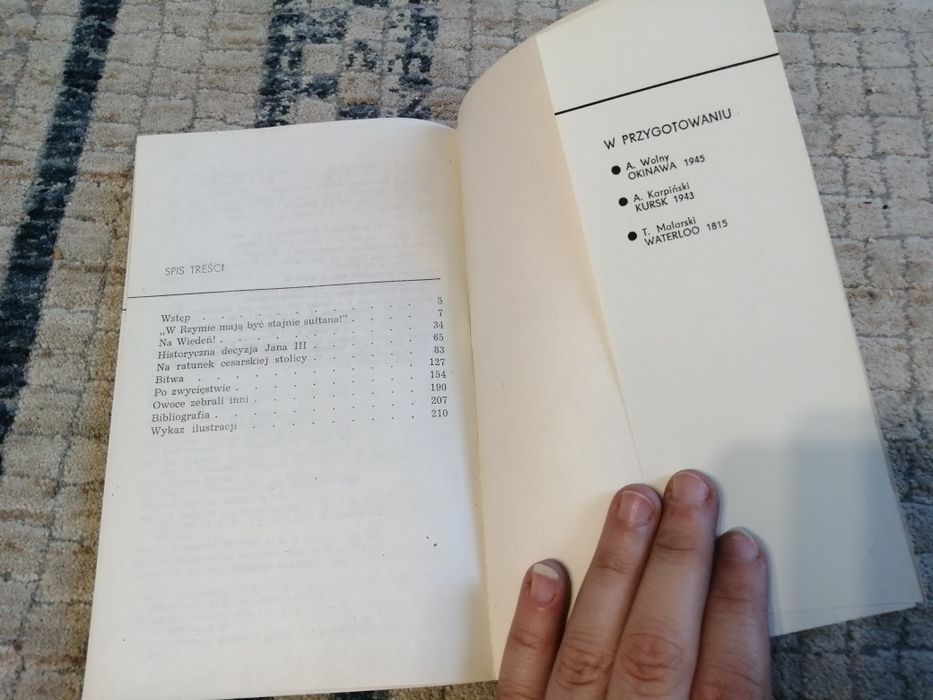 SPIS TREŚCI
Wstęp . . . . . . . . . . 5
„W Rzymie mają być stajnie sułtana!” . . . . . 7
Na Wiedeń! . . . . . . . . . 34
Historyczna decyzja Jana III . . . . . . 65
Na ratunek cesarskiej stolicy . . . . . . 83
Bitwa . . . . . . . . . . 127
Po zwycięstwie . . . . . . . . . 154
Owoce zebrali inni . . . . . . . . 190
Bibliografia . . . . . . . . . 207
Wykaz ilustracji . . . . . . . . 210
W PRZYGOTOWANIU
● A. Wolny
OKINAWA 1945
● A. Karpiński
KURSK 1943
● T. Malarski
WATERLOO 1815